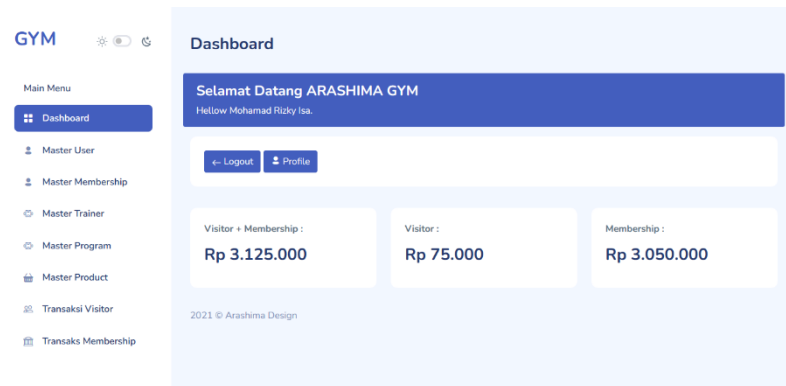 GYM
Main Menu
Dashboard
Master User
Master Membership
Master Trainer
Master Program
Master Product
Transaksi Visitor
Transaks Membership
Dashboard
Selamat Datang ARASHIMA GYM
Hellow Mohamad Rizky Isa.
← Logout Profile
Visitor + Membership :
Rp 3.125.000
Visitor :
Rp 75.000
Membership :
Rp 3.050.000
2021 © Arashima Design